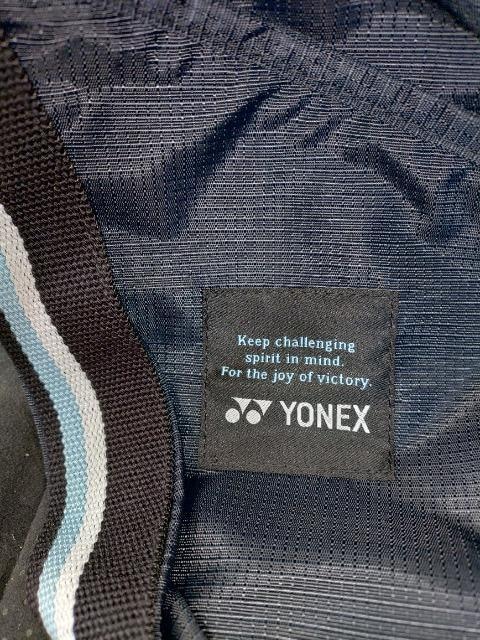 Keep challenging
spirit in mind.
For the joy of victory.
YONEX